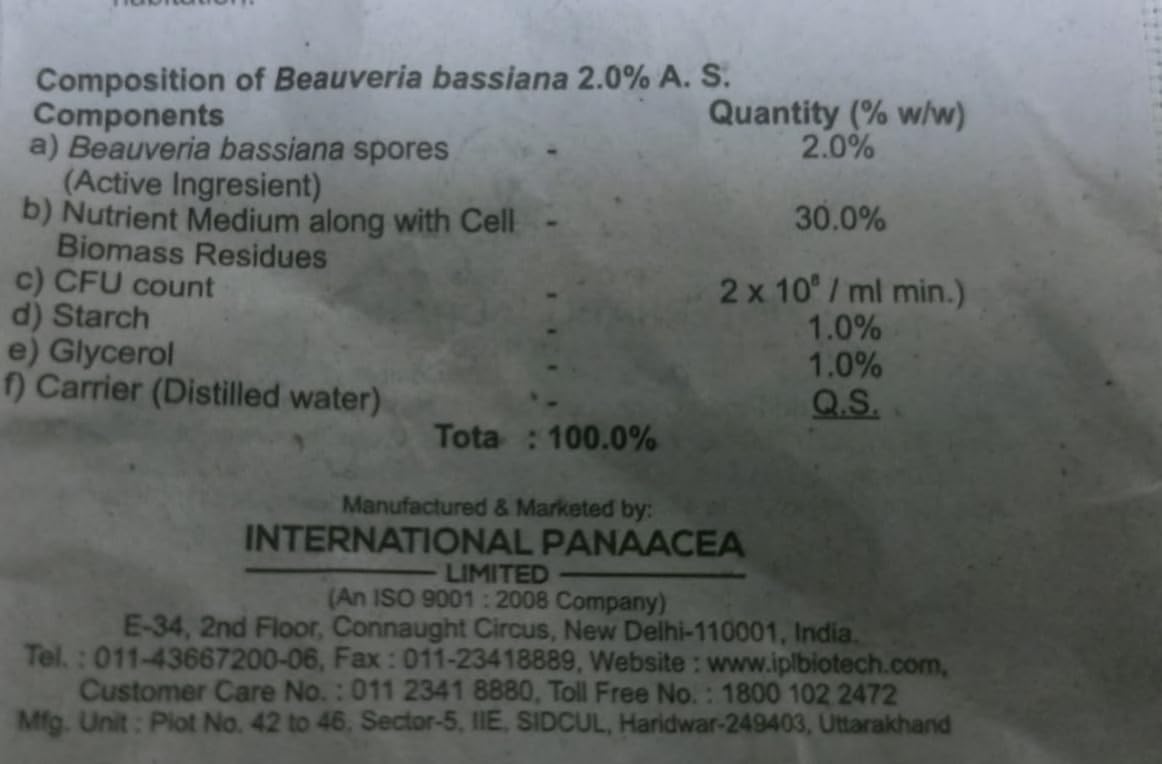 Composition of Beauveria bassiana 2.0% A. S.
Components Quantity (% w/w)
a) Beauveria bassiana spores - 2.0%
(Active Ingresient)
b) Nutrient Medium along with Cell - 30.0%
Biomass Residues
c) CFU count - 2 x 10⁸ / ml min.)
d) Starch - 1.0%
e) Glycerol - 1.0%
f) Carrier (Distilled water) - Q.S.
Tota : 100.0%
Manufactured & Marketed by:
INTERNATIONAL PANAACEA
LIMITED
(An ISO 9001 : 2008 Company)
E-34, 2nd Floor, Connaught Circus, New Delhi-110001, India.
Tel. : 011-43667200-06, Fax : 011-23418889, Website : www.iplbiotech.com,
Customer Care No. : 011 2341 8880, Toll Free No. : 1800 102 2472
Mfg. Unit : Plot No. 42 to 46, Sector-5, IIE, SIDCUL, Haridwar-249403, Uttarakhand